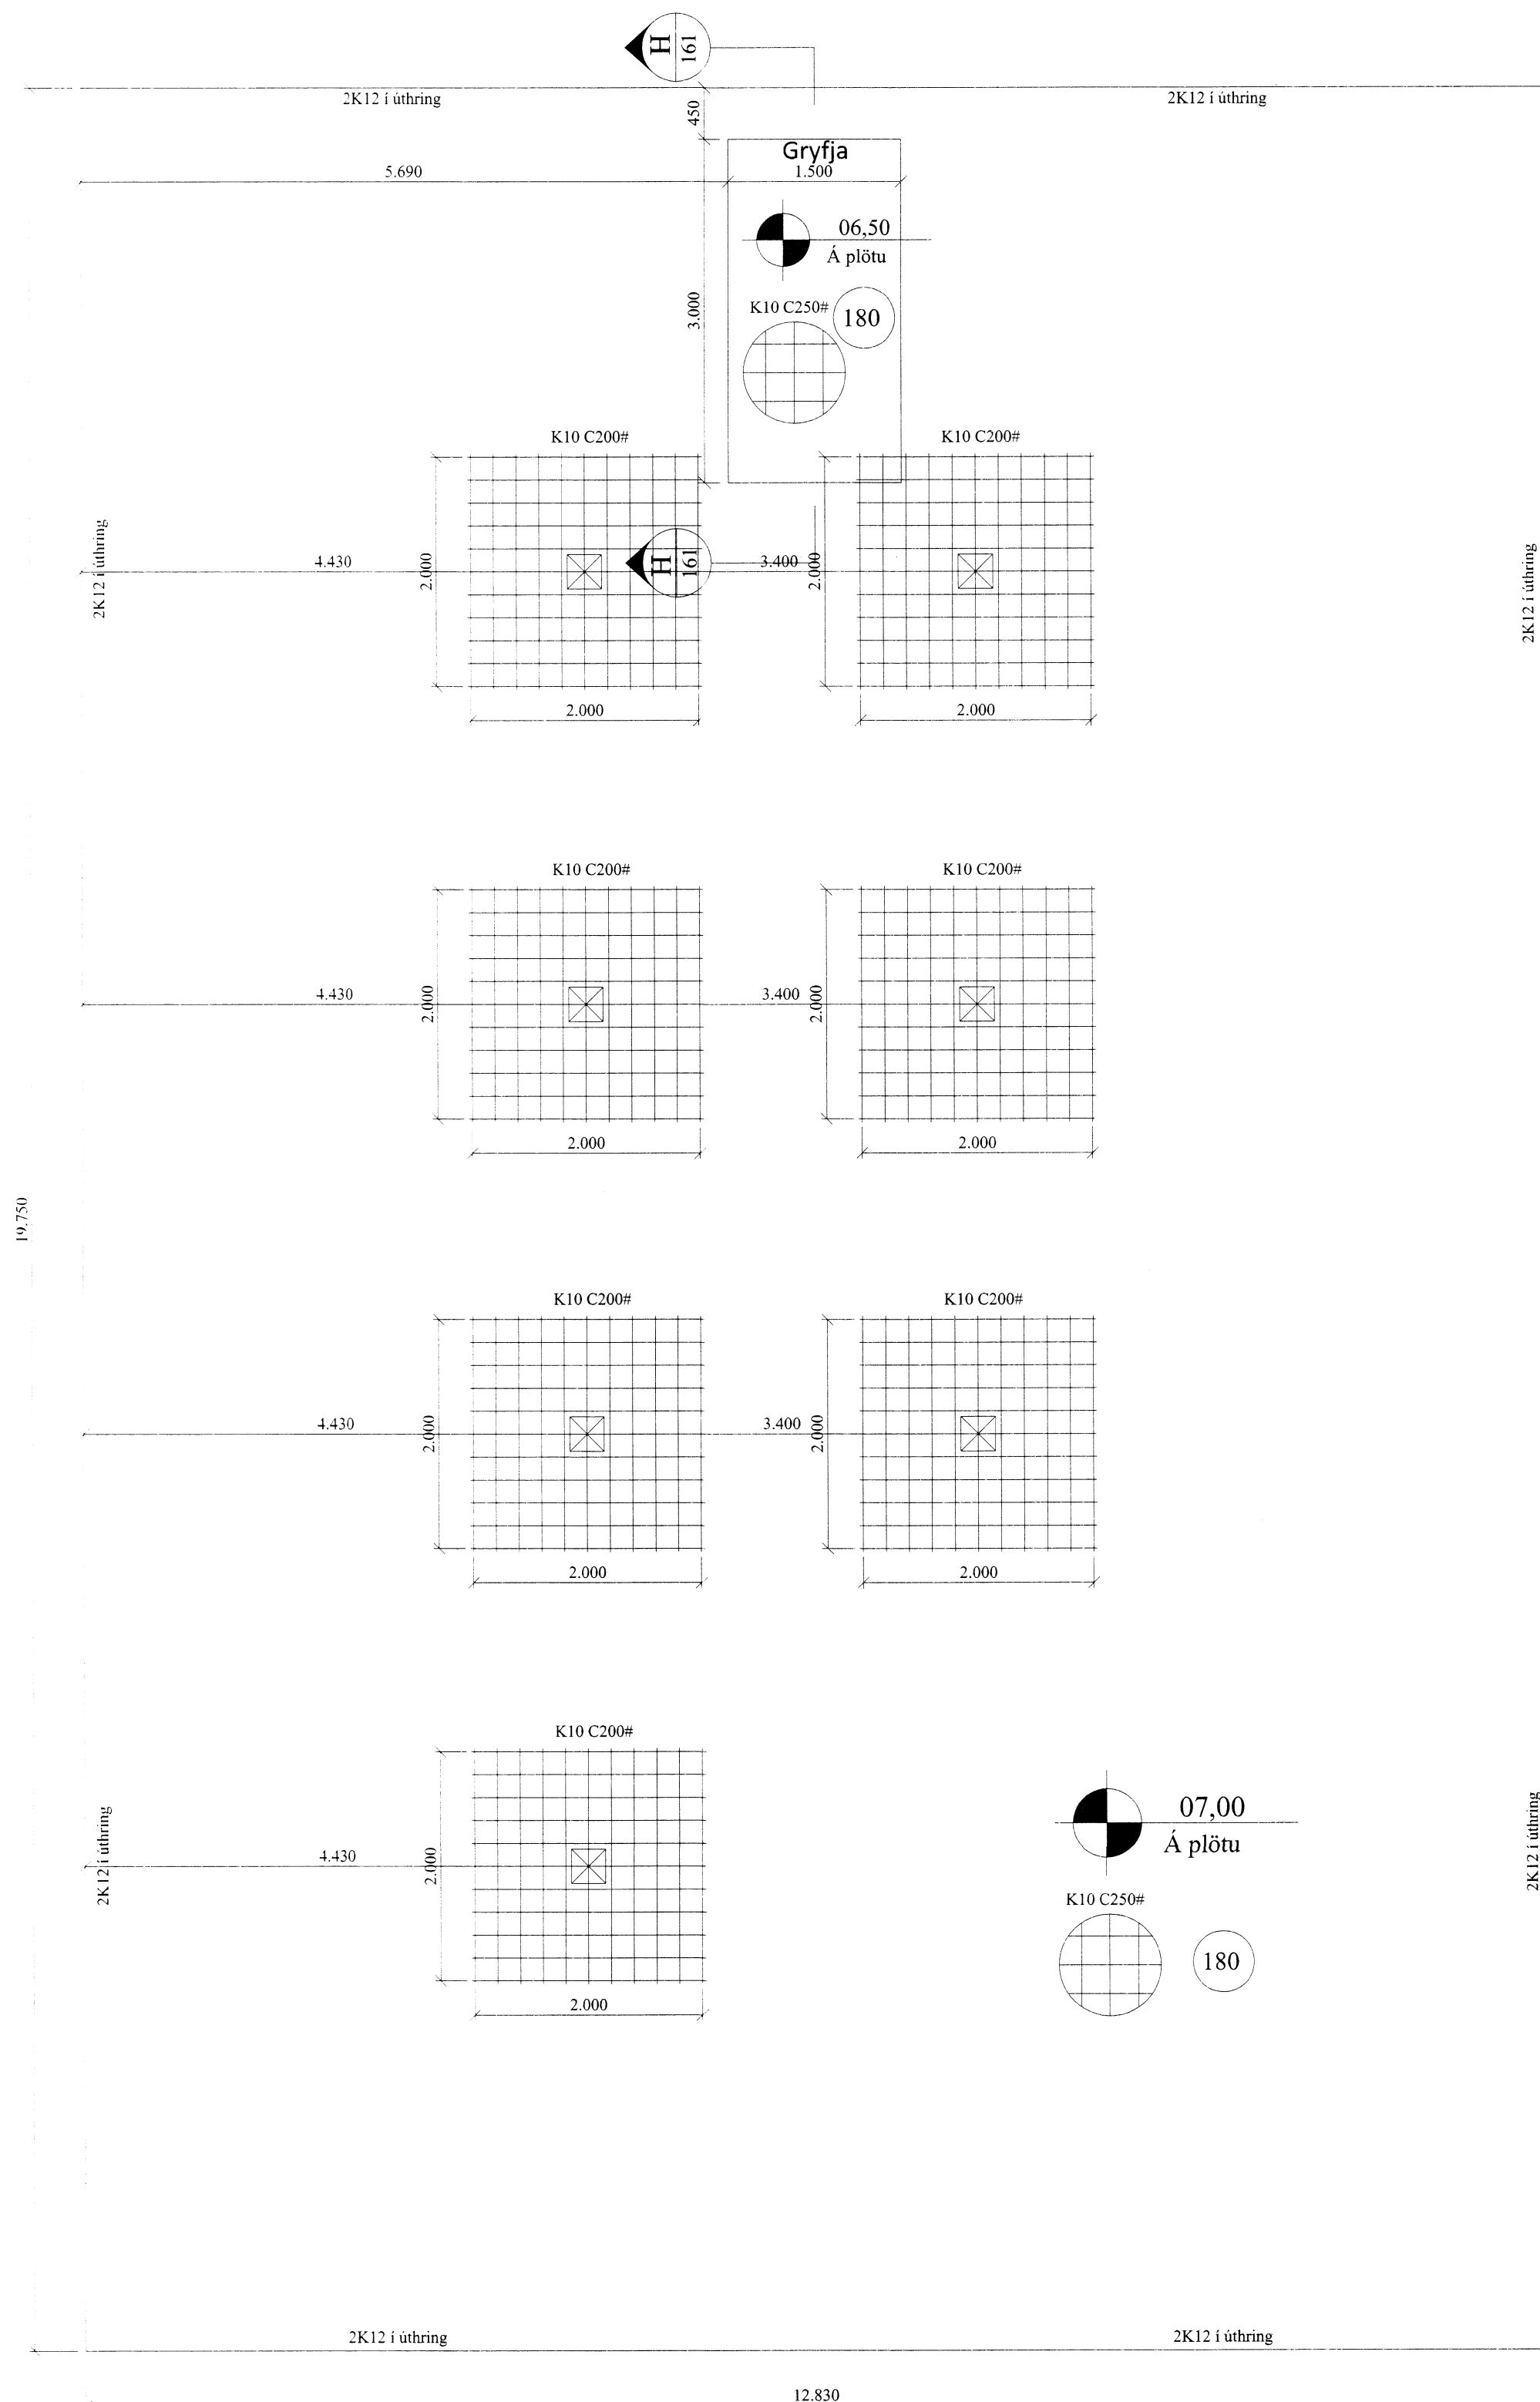 H
161
2K12 í úthring
2K12 í úthring
450
Gryfja
5.690
1.500
06,50
Á plötu
3.000
K10 C250#
180
K10 C200#
K10 C200#
2K12 í úthring
4.430
2.000
H
161
3.400
2.000
2K12 í úthring
2.000
2.000
K10 C200#
K10 C200#
4.430
2.000
3.400
2.000
2.000
2.000
19.750
K10 C200#
K10 C200#
4.430
2.000
3.400
2.000
2.000
2.000
K10 C200#
2K12 í úthring
4.430
2.000
07,00
Á plötu
2K12 í úthring
K10 C250#
180
2.000
2K12 í úthring
2K12 í úthring
12.830